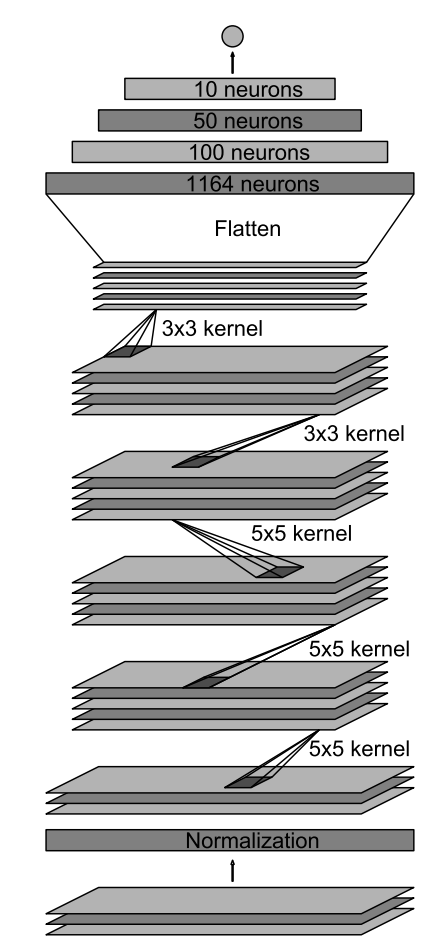 10 neurons
50 neurons
100 neurons
1164 neurons
Flatten
3x3 kernel
3x3 kernel
5x5 kernel
5x5 kernel
5x5 kernel
Normalization